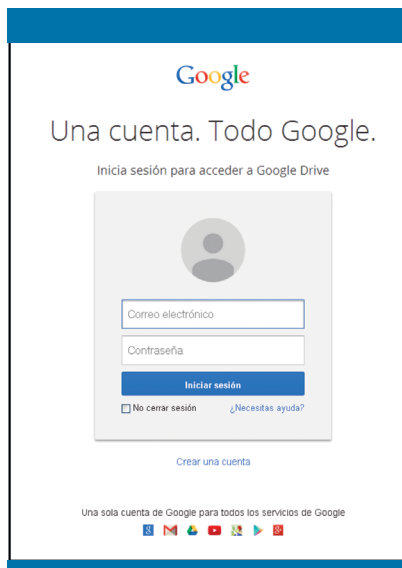 Google
Una cuenta. Todo Google.
Inicia sesión para acceder a Google Drive
Correo electrónico
Contraseña
Iniciar sesión
No cerrar sesión ¿Necesitas ayuda?
Crear una cuenta
Una sola cuenta de Google para todos los servicios de Google